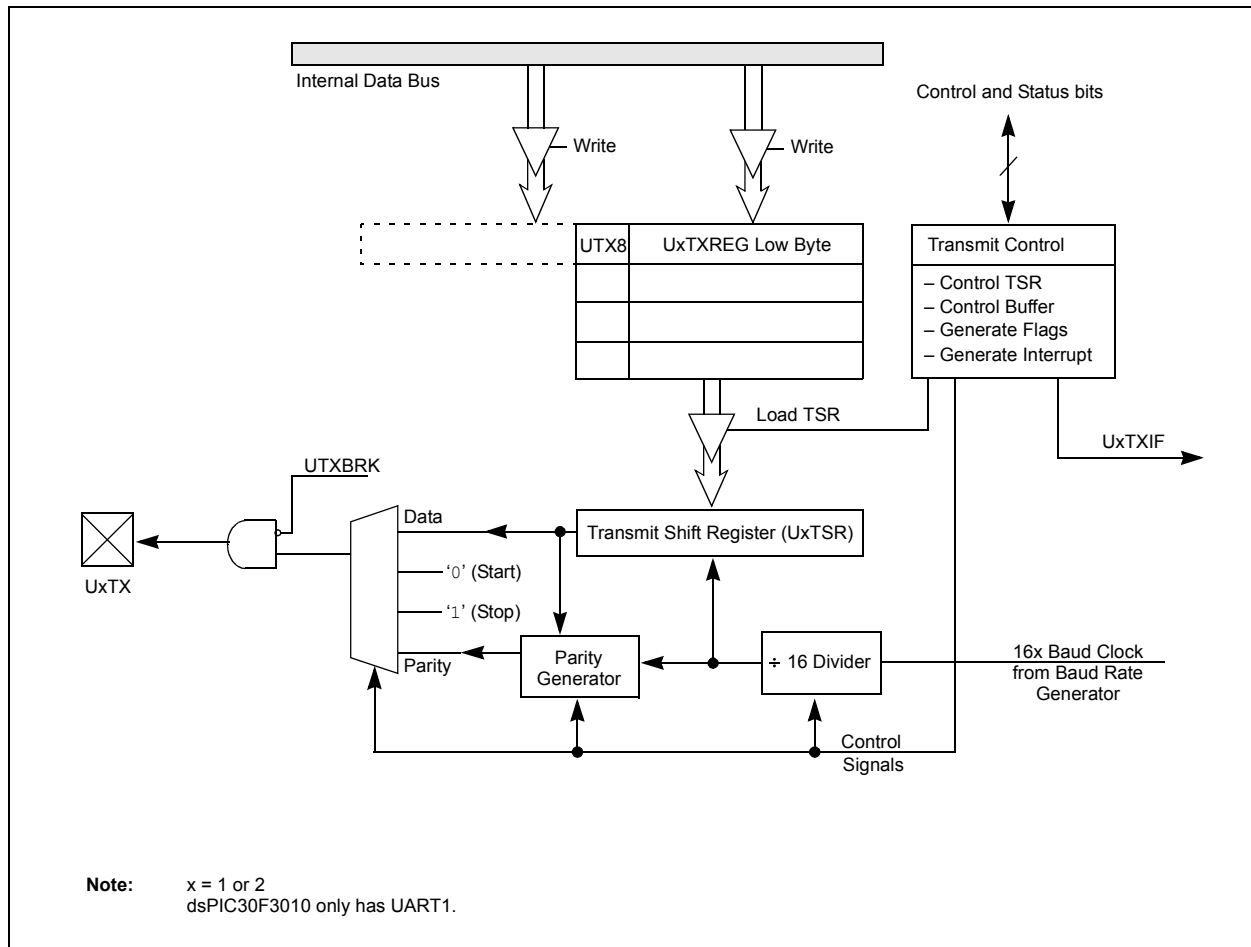 Internal Data Bus
Control and Status bits
Write
Write
UTX8
UxTXREG Low Byte
Transmit Control
– Control TSR
– Control Buffer
– Generate Flags
– Generate Interrupt
Load TSR
UxTXIF
UTXBRK
Data
Transmit Shift Register (UxTSR)
UxTX
‘0’ (Start)
‘1’ (Stop)
Parity
Parity
Generator
÷ 16 Divider
16x Baud Clock
from Baud Rate
Generator
Control
Signals
Note: x = 1 or 2
dsPIC30F3010 only has UART1.